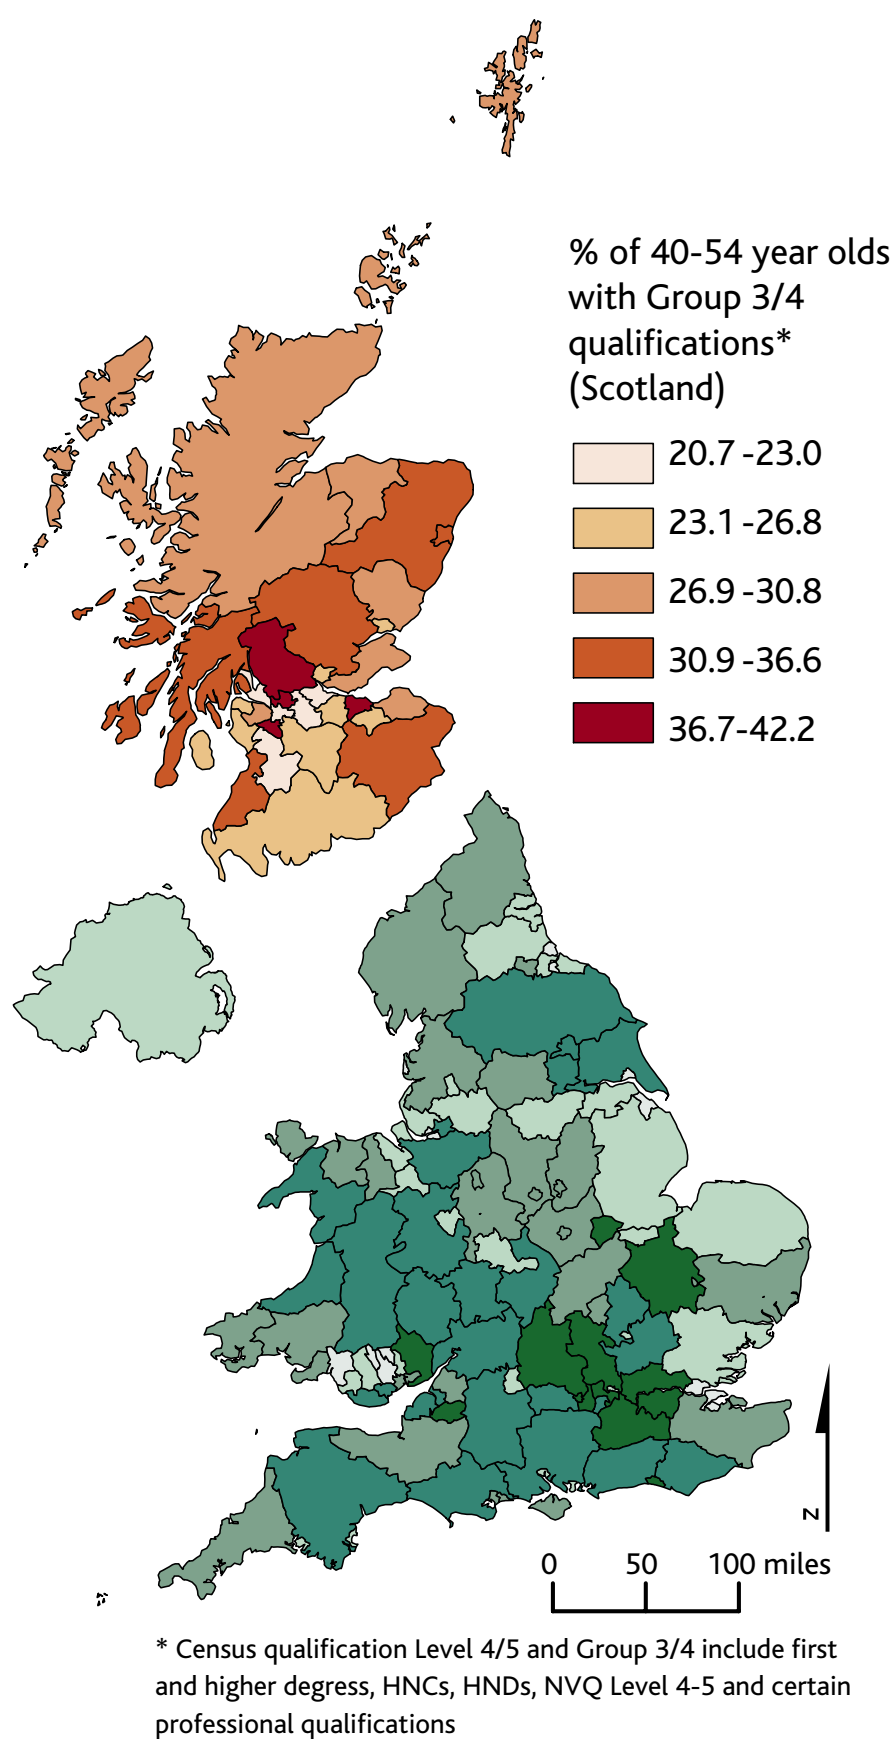 % of 40-54 year olds
with Group 3/4
qualifications*
(Scotland)
20.7 -23.0
23.1 -26.8
26.9 -30.8
30.9 -36.6
36.7-42.2
N
0 50 100 miles
* Census qualification Level 4/5 and Group 3/4 include first
and higher degress, HNCs, HNDs, NVQ Level 4-5 and certain
professional qualifications